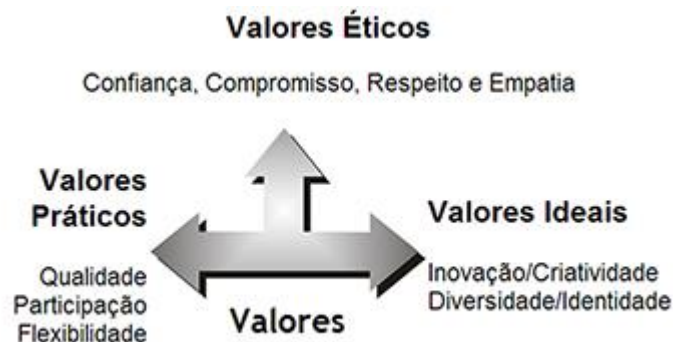 Valores Éticos
Confiança, Compromisso, Respeito e Empatia
Valores
Práticos
Qualidade
Participação
Flexibilidade
Valores Ideais
Inovação/Criatividade
Diversidade/Identidade
Valores